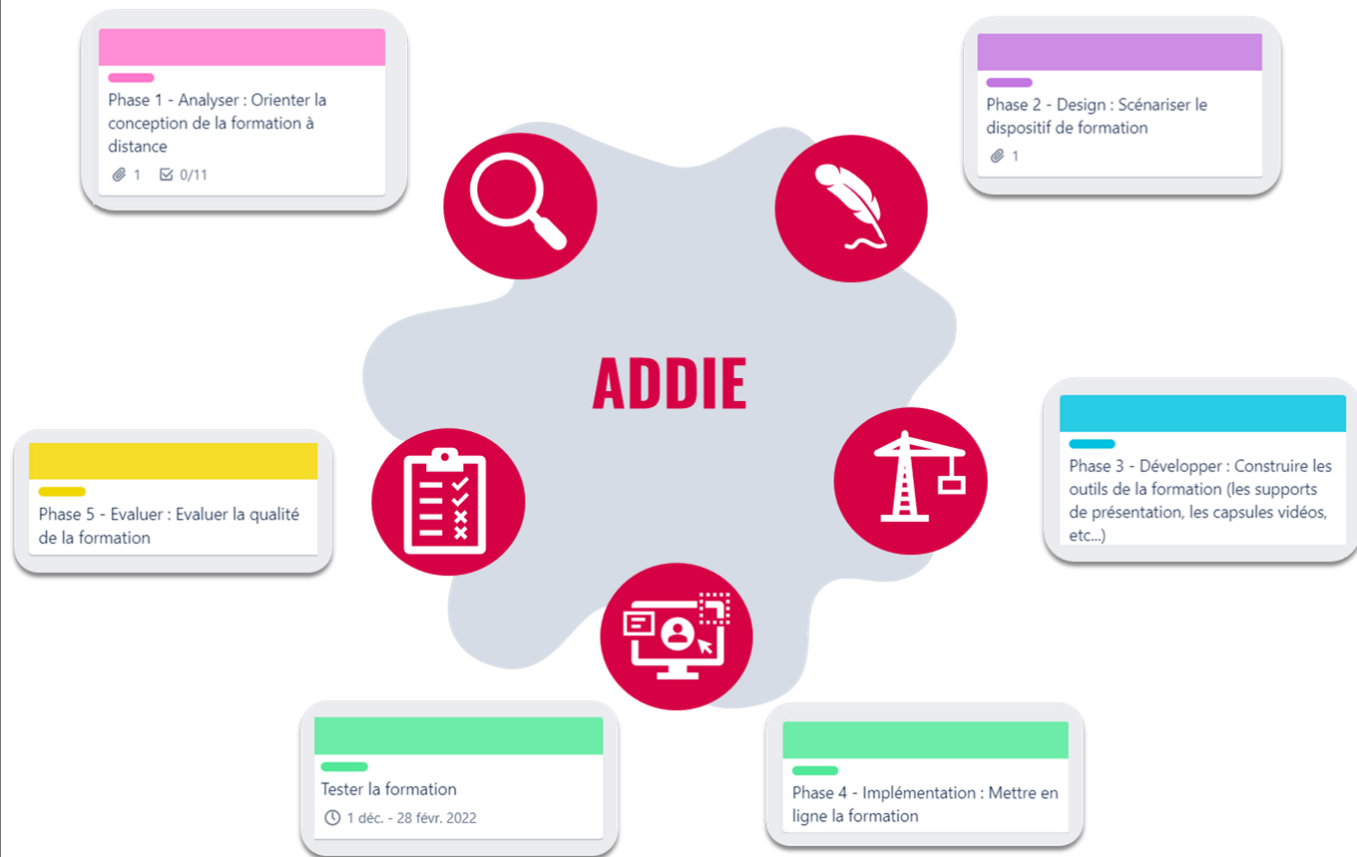 Phase 1 - Analyser : Orienter la
conception de la formation à
distance
1 0/11
Phase 2 - Design : Scénariser le
dispositif de formation
1
ADDIE
Phase 3 - Développer : Construire les
outils de la formation (les supports
de présentation, les capsules vidéos,
etc...)
Phase 5 - Evaluer : Evaluer la qualité
de la formation
Tester la formation
1 déc. - 28 févr. 2022
Phase 4 - Implémentation : Mettre en
ligne la formation